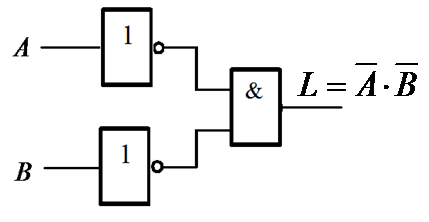 1
A
& L = A̅ · B̅
1
B